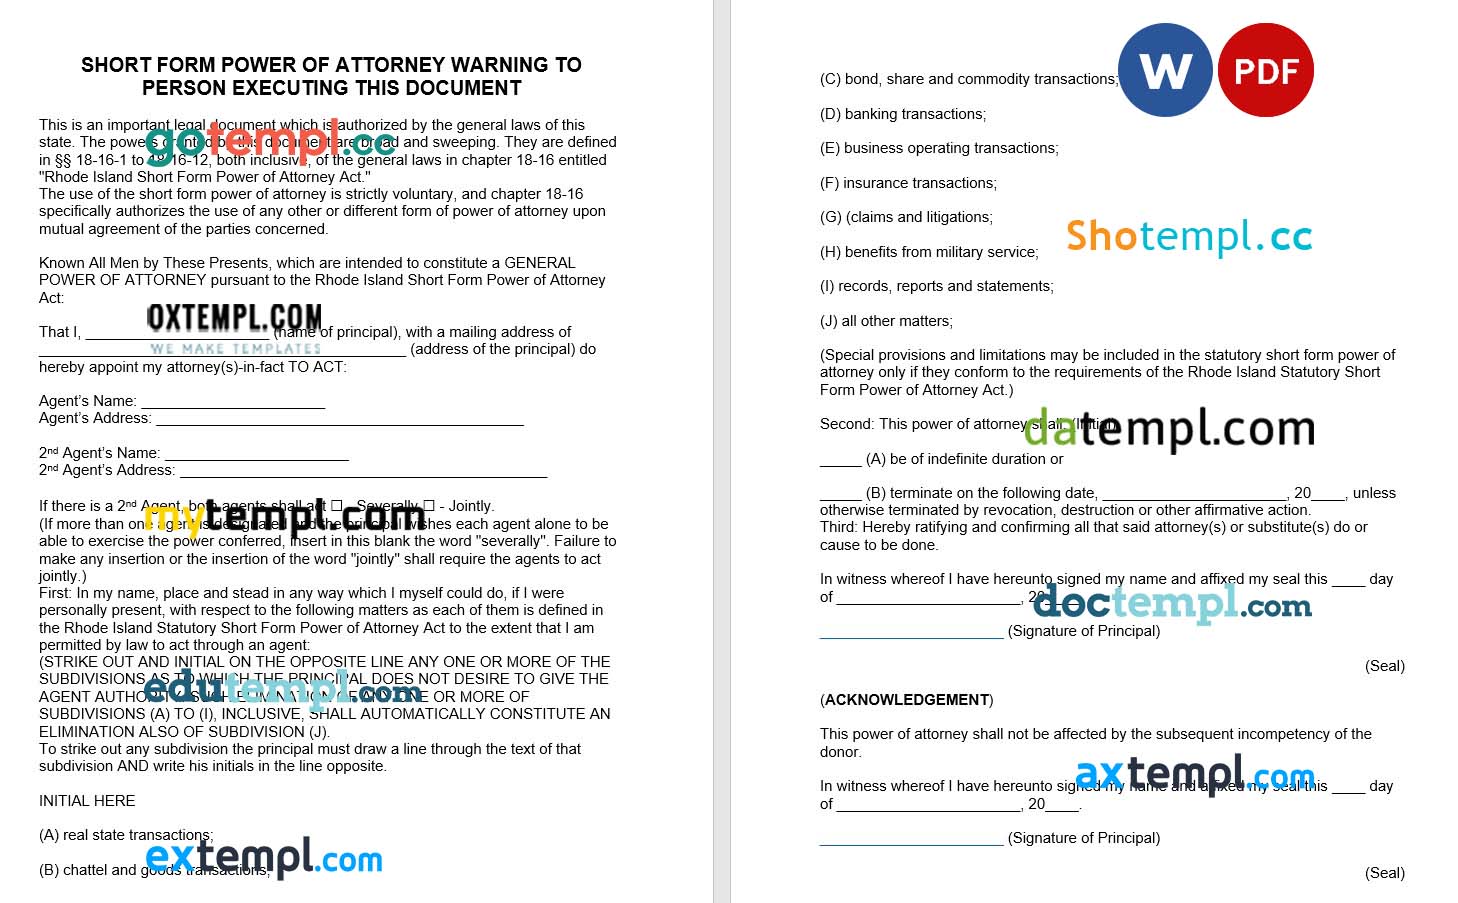 SHORT FORM POWER OF ATTORNEY WARNING TO
PERSON EXECUTING THIS DOCUMENT
This is an important legal document which is authorized by the general laws of this
gotempl.cc
state. The powers granted by this document are broad and sweeping. They are defined
in §§ 18-16-1 to 18-16-12, both inclusive, of the general laws in chapter 18-16 entitled
"Rhode Island Short Form Power of Attorney Act."
The use of the short form power of attorney is strictly voluntary, and chapter 18-16
specifically authorizes the use of any other or different form of power of attorney upon
mutual agreement of the parties concerned.
Known All Men by These Presents, which are intended to constitute a GENERAL
POWER OF ATTORNEY pursuant to the Rhode Island Short Form Power of Attorney
Act:
OXTEMPL.COM
That I, ______________________ (name of principal), with a mailing address of
WE MAKE TEMPLATES
____________________________________________ (address of the principal) do
hereby appoint my attorney(s)-in-fact TO ACT:
Agent's Name: ______________________
Agent's Address: ____________________________________________
2nd Agent's Name: ______________________
2nd Agent's Address: ____________________________________________
If there is a 2nd Agent, both agents shall act ☐ - Severally ☐ - Jointly.
mytempl.com
(If more than one agent is designated and the principal wishes each agent alone to be
able to exercise the power conferred, insert in this blank the word "severally". Failure to
make any insertion or the insertion of the word "jointly" shall require the agents to act
jointly.)
First: In my name, place and stead in any way which I myself could do, if I were
personally present, with respect to the following matters as each of them is defined in
the Rhode Island Statutory Short Form Power of Attorney Act to the extent that I am
permitted by law to act through an agent:
(STRIKE OUT AND INITIAL ON THE OPPOSITE LINE ANY ONE OR MORE OF THE
SUBDIVISIONS AS TO WHICH THE PRINCIPAL DOES NOT DESIRE TO GIVE THE
edutempl.com
AGENT AUTHORITY. SUCH ELIMINATION OF ANY ONE OR MORE OF
SUBDIVISIONS (A) TO (I), INCLUSIVE, SHALL AUTOMATICALLY CONSTITUTE AN
ELIMINATION ALSO OF SUBDIVISION (J).
To strike out any subdivision the principal must draw a line through the text of that
subdivision AND write his initials in the line opposite.
INITIAL HERE
(A) real state transactions;
extempl.com
(B) chattel and goods transactions;
W
PDF
(C) bond, share and commodity transactions;
(D) banking transactions;
(E) business operating transactions;
(F) insurance transactions;
(G) (claims and litigations;
Shotempl.cc
(H) benefits from military service;
(I) records, reports and statements;
(J) all other matters;
(Special provisions and limitations may be included in the statutory short form power of
attorney only if they conform to the requirements of the Rhode Island Statutory Short
Form Power of Attorney Act.)
Second: This power of attorney shall: (Initial)
datempl.com
_____ (A) be of indefinite duration or
_____ (B) terminate on the following date, ______________________, 20____, unless
otherwise terminated by revocation, destruction or other affirmative action.
Third: Hereby ratifying and confirming all that said attorney(s) or substitute(s) do or
cause to be done.
In witness whereof I have hereunto signed my name and affixed my seal this ____ day
of ______________________, 20____.
doctempl.com
______________________ (Signature of Principal)
(Seal)
(ACKNOWLEDGEMENT)
This power of attorney shall not be affected by the subsequent incompetency of the
donor.
axtempl.com
In witness whereof I have hereunto signed my name and affixed my seal this ____ day
of ______________________, 20____.
______________________ (Signature of Principal)
(Seal)